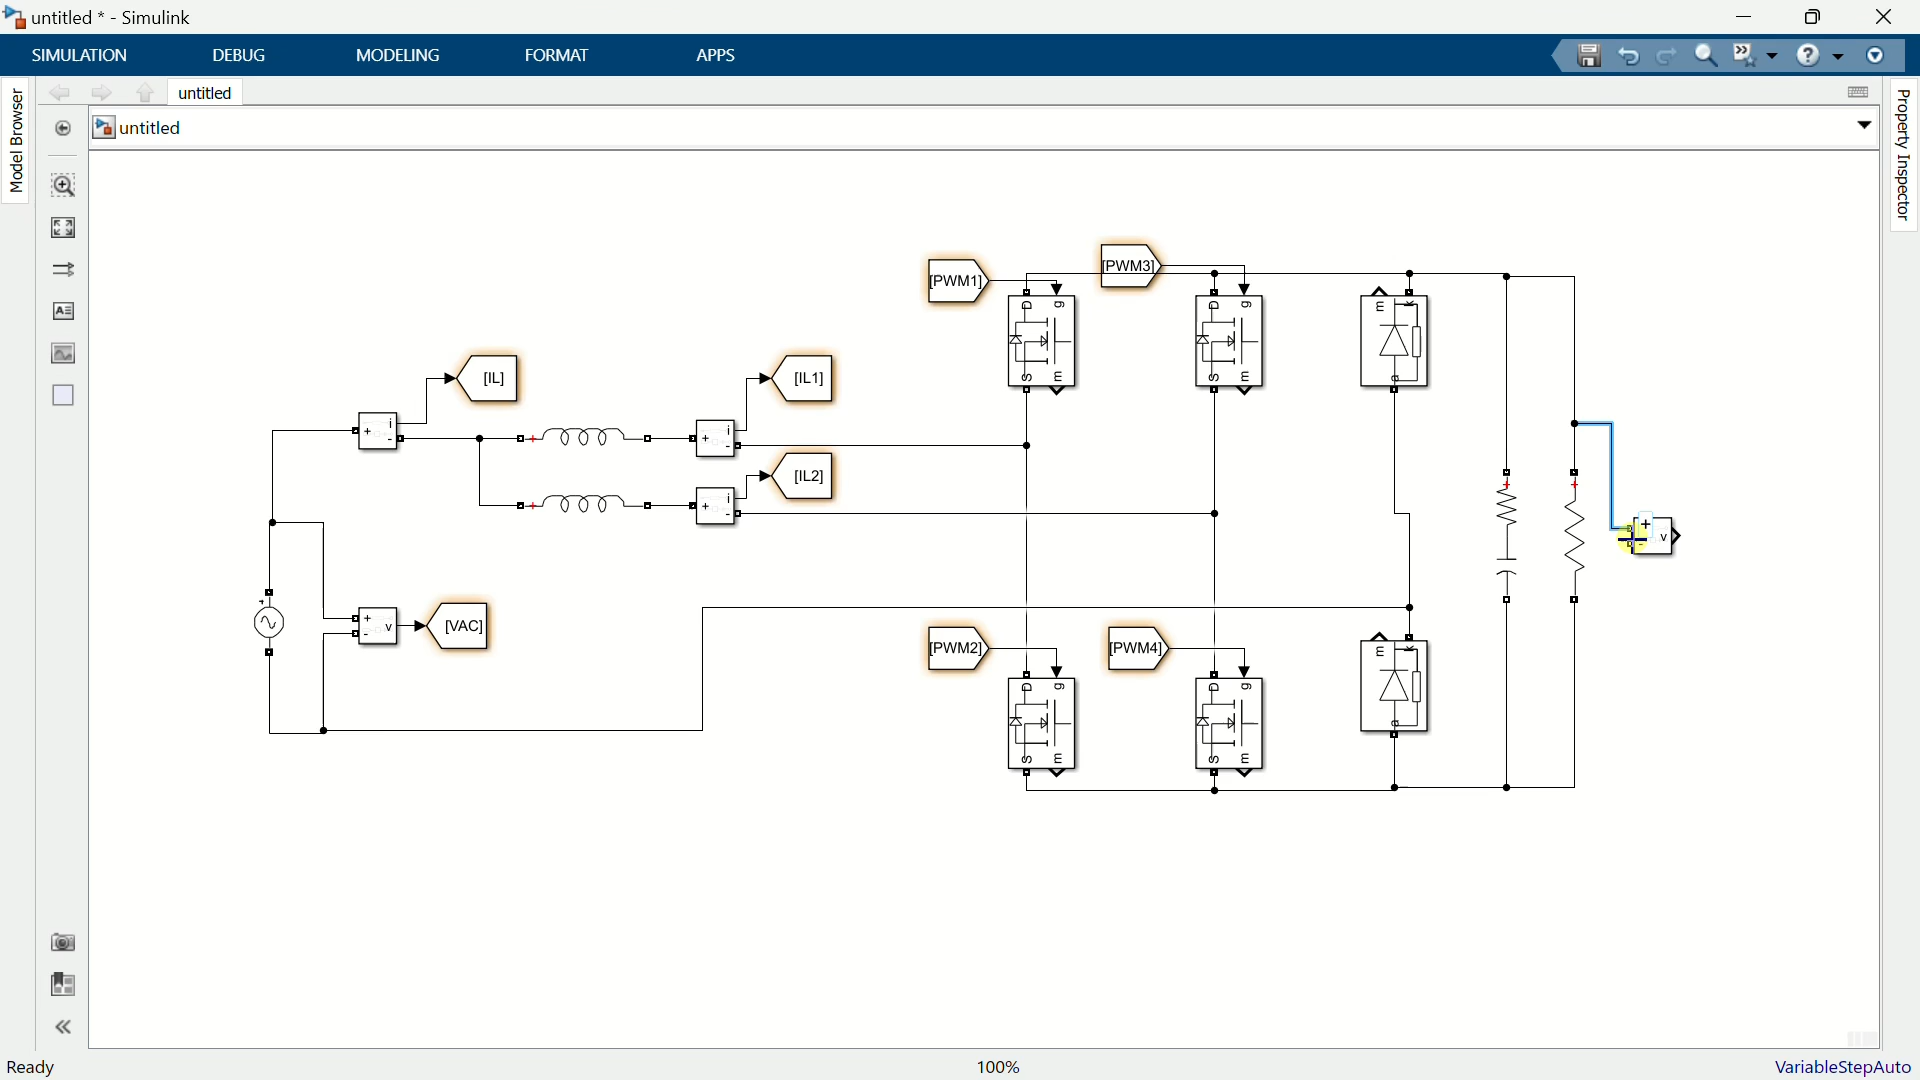 untitled * - Simulink
SIMULATION DEBUG MODELING FORMAT APPS
untitled
Model Browser
Property Inspector
untitled
[PWM1] [PWM3]
D g D g m k
S m S m a
[IL] [IL1]
+ i - + + i -
[IL2]
+ + i -
+ +
+ - v
+ - v [VAC]
[PWM2] [PWM4]
D g D g m k
S m S m a
Ready 100% VariableStepAuto